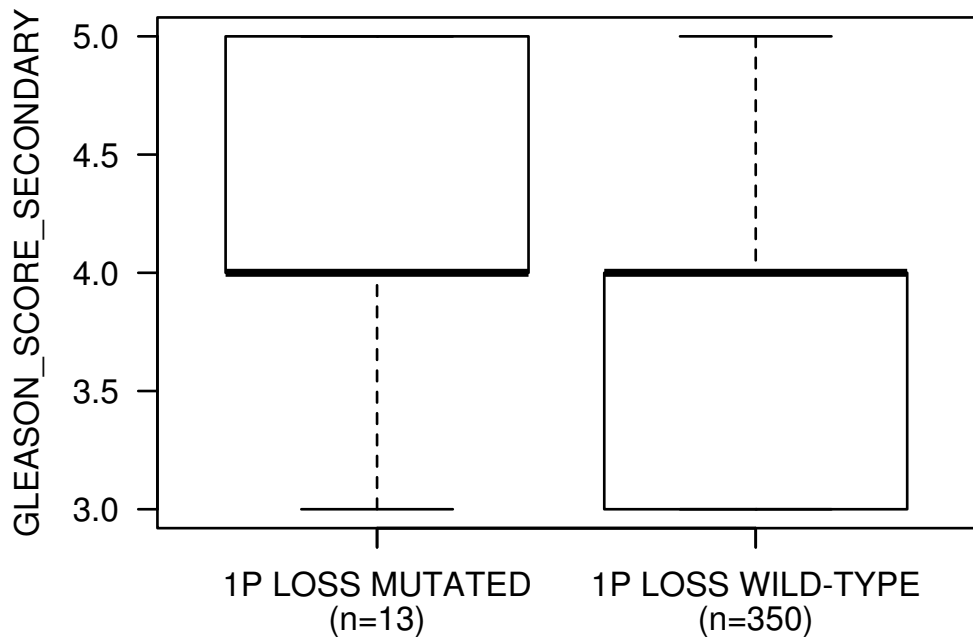 GLEASON_SCORE_SECONDARY
5.0
4.5
4.0
3.5
3.0
1P LOSS MUTATED
(n=13)
1P LOSS WILD-TYPE
(n=350)